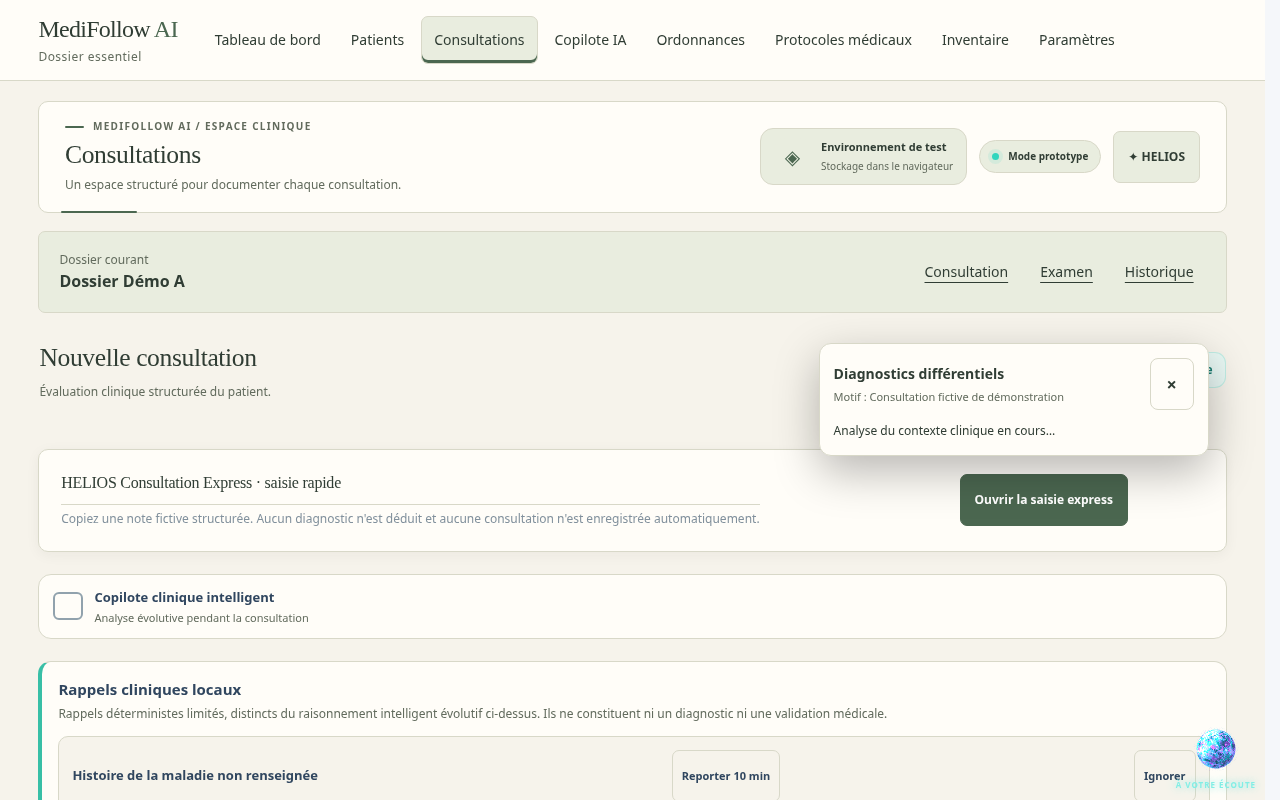 MediFollow AI
Dossier essentiel
Tableau de bord
Patients
Consultations
Copilote IA
Ordonnances
Protocoles médicaux
Inventaire
Paramètres
MEDIFOLLOW AI / ESPACE CLINIQUE
Consultations
Un espace structuré pour documenter chaque consultation.
Environnement de test
Stockage dans le navigateur
Mode prototype
✦ HELIOS
Dossier courant
Dossier Démo A
Consultation
Examen
Historique
Nouvelle consultation
Évaluation clinique structurée du patient.
Diagnostics différentiels
Motif : Consultation fictive de démonstration
×
Analyse du contexte clinique en cours...
HELIOS Consultation Express · saisie rapide
Copiez une note fictive structurée. Aucun diagnostic n'est déduit et aucune consultation n'est enregistrée automatiquement.
Ouvrir la saisie express
Copilote clinique intelligent
Analyse évolutive pendant la consultation
Rappels cliniques locaux
Rappels déterministes limités, distincts du raisonnement intelligent évolutif ci-dessus. Ils ne constituent ni un diagnostic ni une validation médicale.
Histoire de la maladie non renseignée
Reporter 10 min
Ignorer
À VOTRE ÉCOUTE